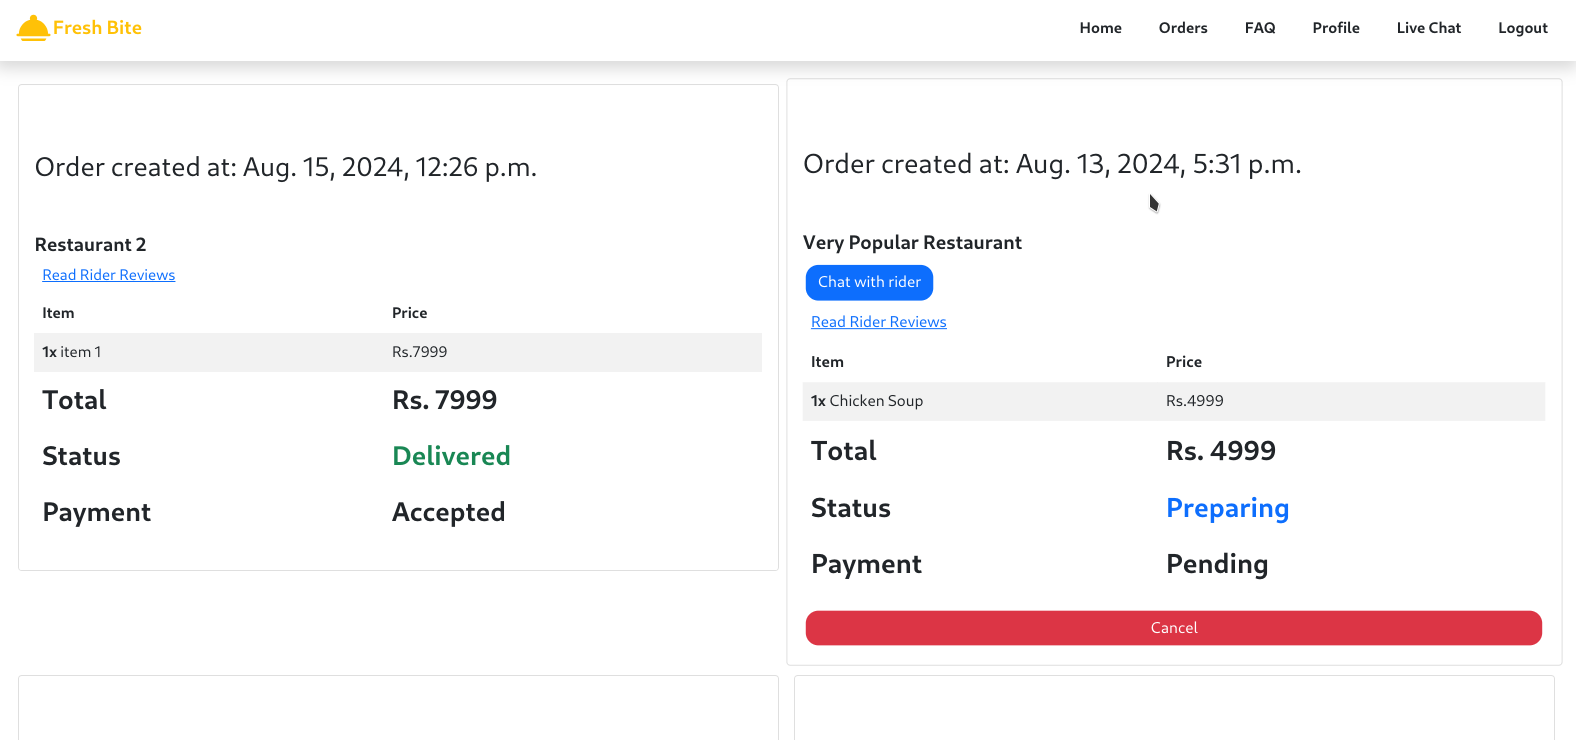 Fresh Bite
Home Orders FAQ Profile Live Chat Logout
Order created at: Aug. 15, 2024, 12:26 p.m.
Restaurant 2
Read Rider Reviews
Item Price
1x item 1 Rs.7999
Total Rs. 7999
Status Delivered
Payment Accepted
Order created at: Aug. 13, 2024, 5:31 p.m.
Very Popular Restaurant
Chat with rider
Read Rider Reviews
Item Price
1x Chicken Soup Rs.4999
Total Rs. 4999
Status Preparing
Payment Pending
Cancel